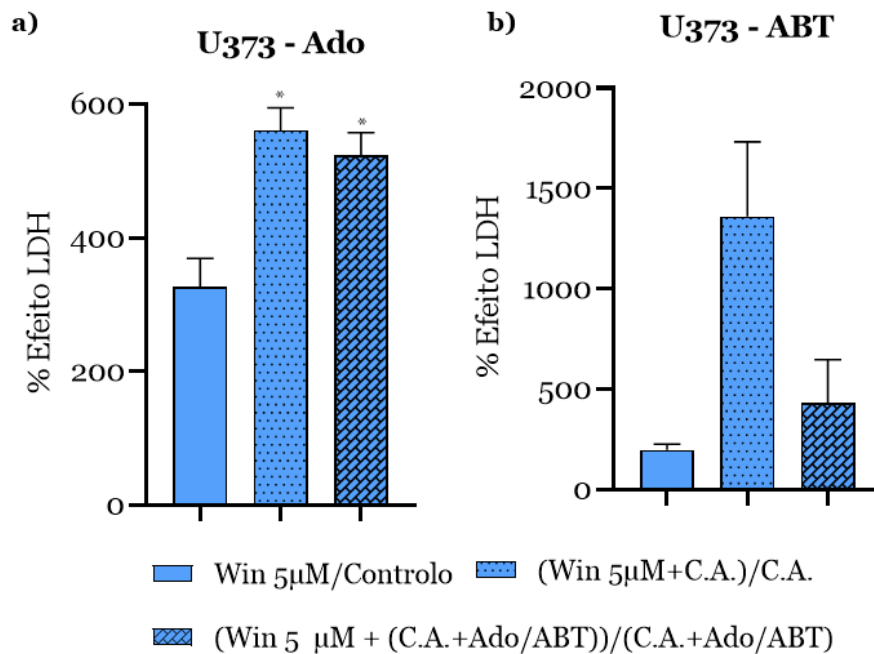 a)
U373 - Ado
% Efeito LDH
600
400
200
0
*
*
b)
U373 - ABT
% Efeito LDH
2000
1500
1000
500
0
Win 5µM/Controlo
(Win 5µM+C.A.)/C.A.
(Win 5 µM + (C.A.+Ado/ABT))/(C.A.+Ado/ABT)